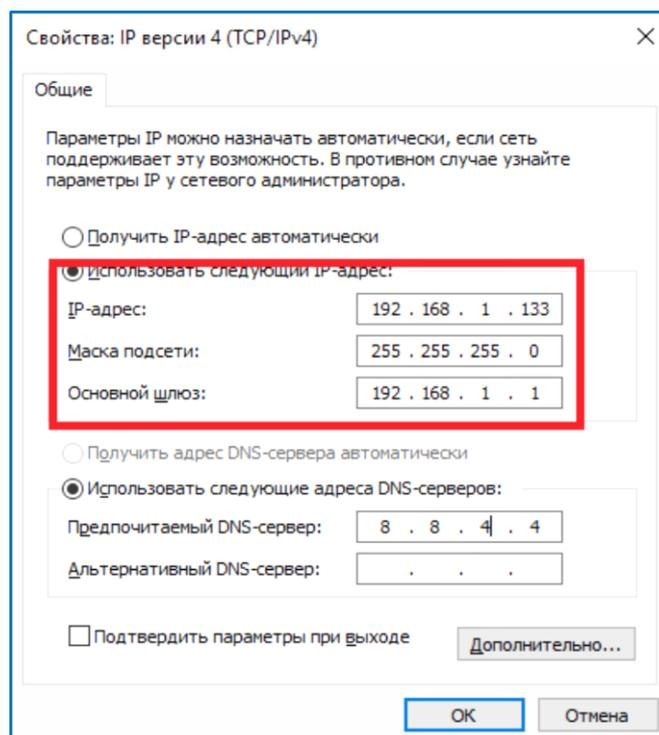 Свойства: IP версии 4 (TCP/IPv4)
Общие
Параметры IP можно назначать автоматически, если сеть
поддерживает эту возможность. В противном случае узнайте
параметры IP у сетевого администратора.
Получить IP-адрес автоматически
Использовать следующий IP-адрес:
IP-адрес: 192 . 168 . 1 . 133
Маска подсети: 255 . 255 . 255 . 0
Основной шлюз: 192 . 168 . 1 . 1
Получить адрес DNS-сервера автоматически
Использовать следующие адреса DNS-серверов:
Предпочитаемый DNS-сервер: 8 . 8 . 4 . 4
Альтернативный DNS-сервер: . . .
Подтвердить параметры при выходе
Дополнительно...
ОК Отмена